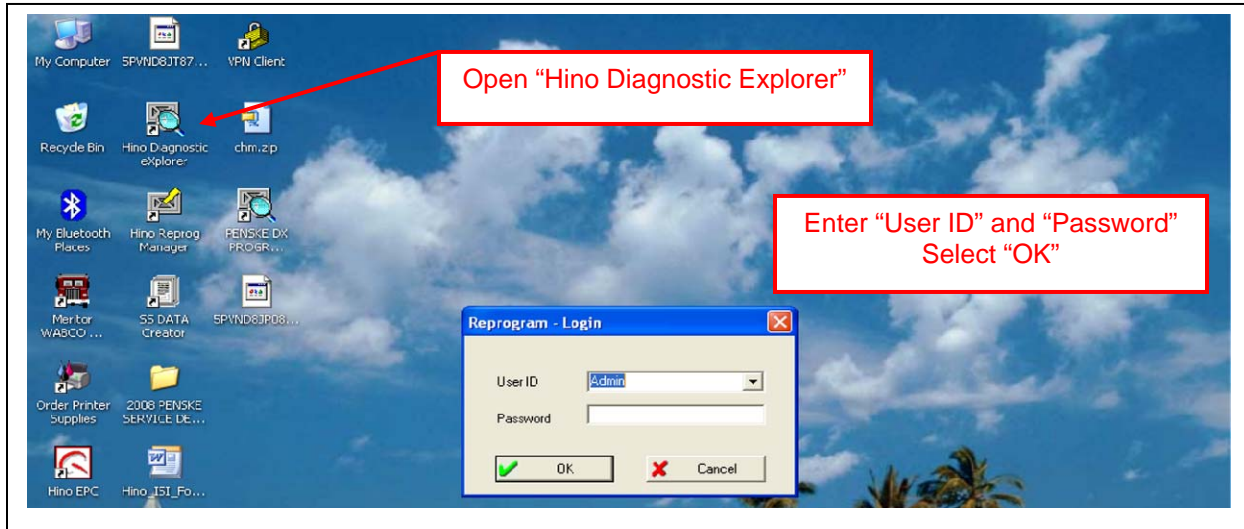 My Computer
5PVND8JT87...
VPN Client
Open “Hino Diagnostic Explorer”
Recycle Bin
Hino Diagnostic
eXplorer
chm.zip
Enter “User ID” and “Password”
Select “OK”
My Bluetooth
Places
Hino Reprog
Manager
PENSKE DX
PROGR...
Meritor
WABCO ...
S5 DATA
Creator
5PVND8JP08...
Reprogram - Login
User ID
Admin
Password
OK
Cancel
Order Printer
Supplies
2008 PENSKE
SERVICE DE...
Hino EPC
Hino_ISI_Fo...